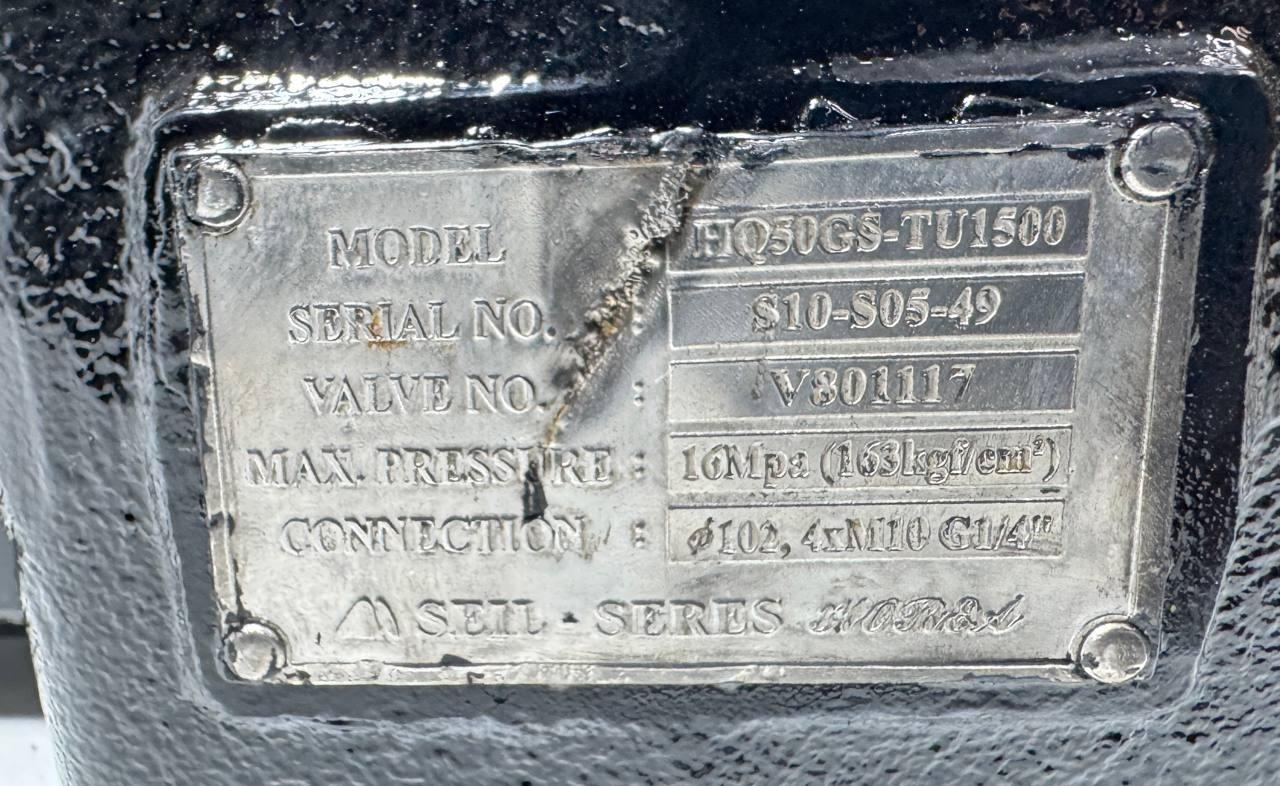 MODEL HQ50GS-TU1500
SERIAL NO. : S10-S05-49
VALVE NO. : V801117
MAX. PRESSURE : 16Mpa (163kgf/cm²)
CONNECTION : ø102, 4xM10 G1/4"
SEIL - SERES KOREA